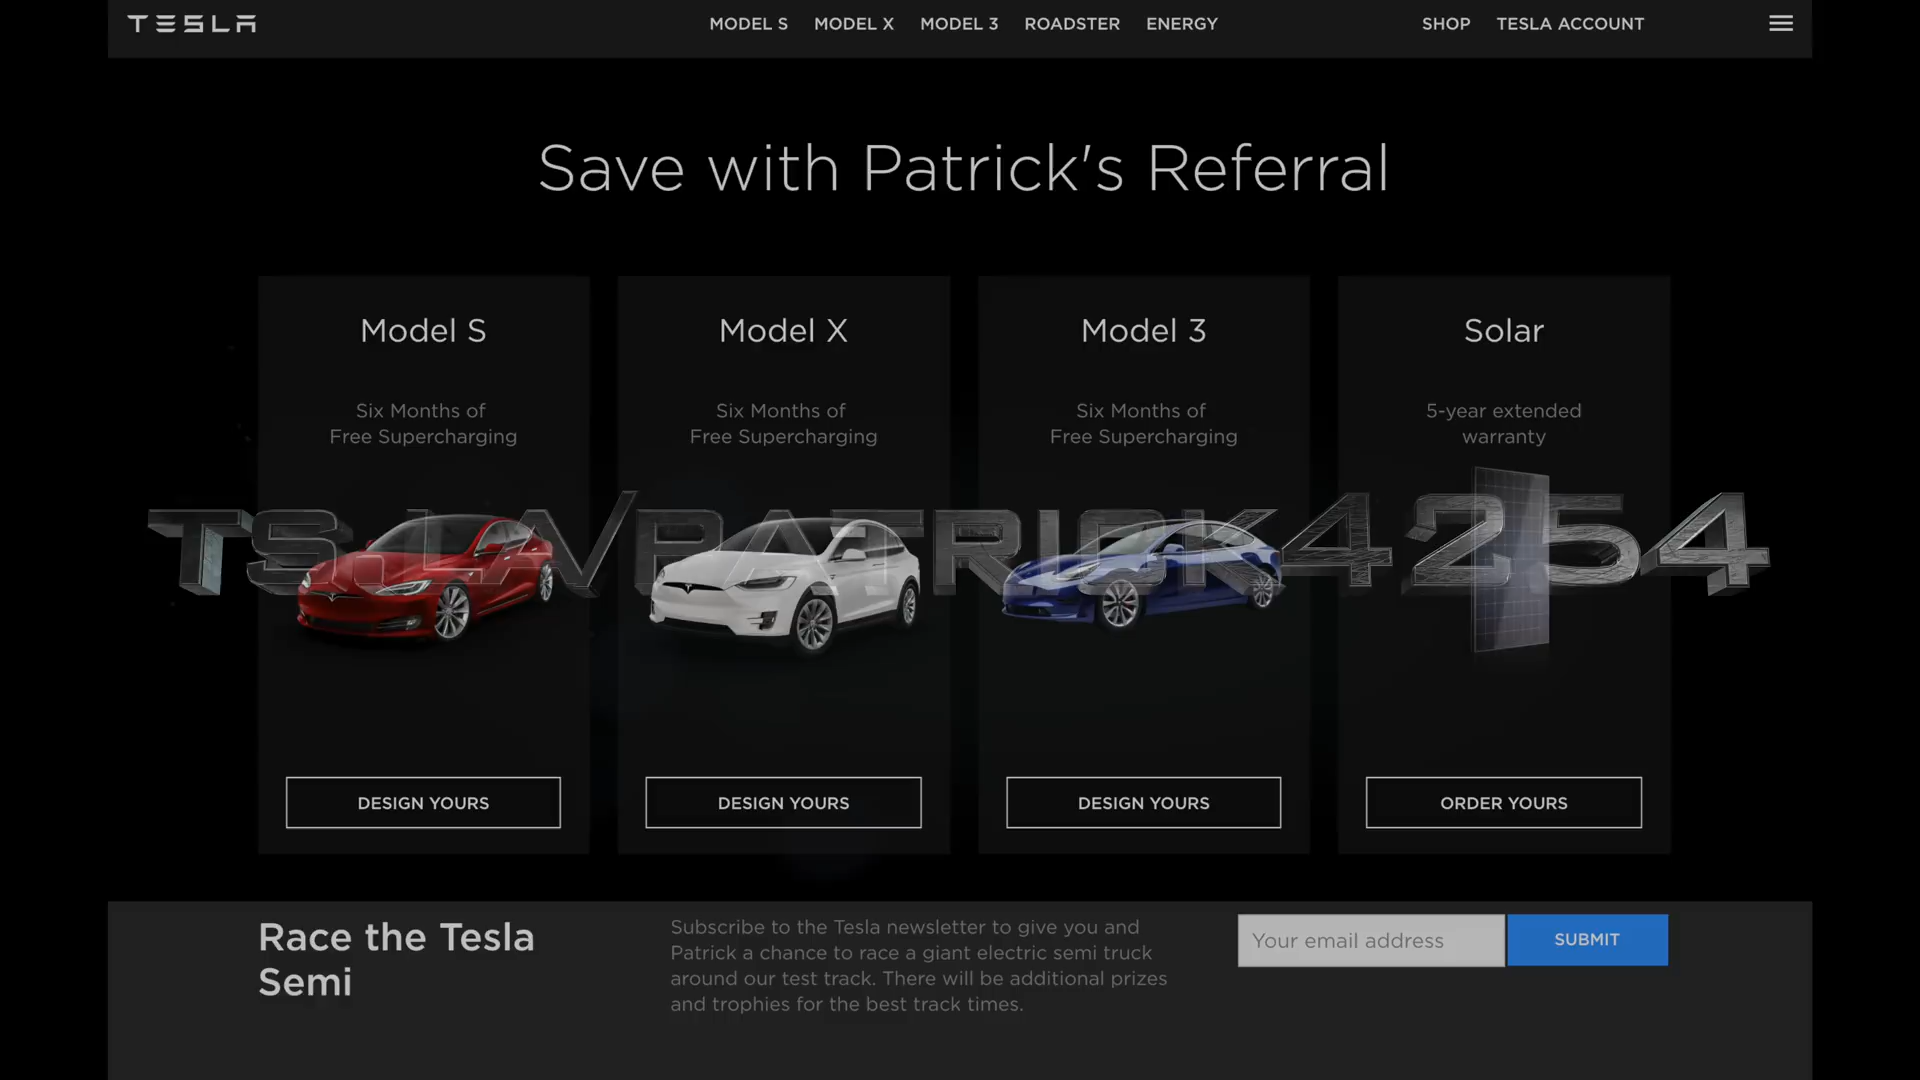 TESLA
MODEL S MODEL X MODEL 3 ROADSTER ENERGY SHOP TESLA ACCOUNT
Save with Patrick's Referral
Model S
Six Months of
Free Supercharging
DESIGN YOURS
Model X
Six Months of
Free Supercharging
DESIGN YOURS
Model 3
Six Months of
Free Supercharging
DESIGN YOURS
Solar
5-year extended
warranty
ORDER YOURS
TS.LA/PATRICK4254
Race the Tesla
Semi
Subscribe to the Tesla newsletter to give you and
Patrick a chance to race a giant electric semi truck
around our test track. There will be additional prizes
and trophies for the best track times.
Your email address
SUBMIT